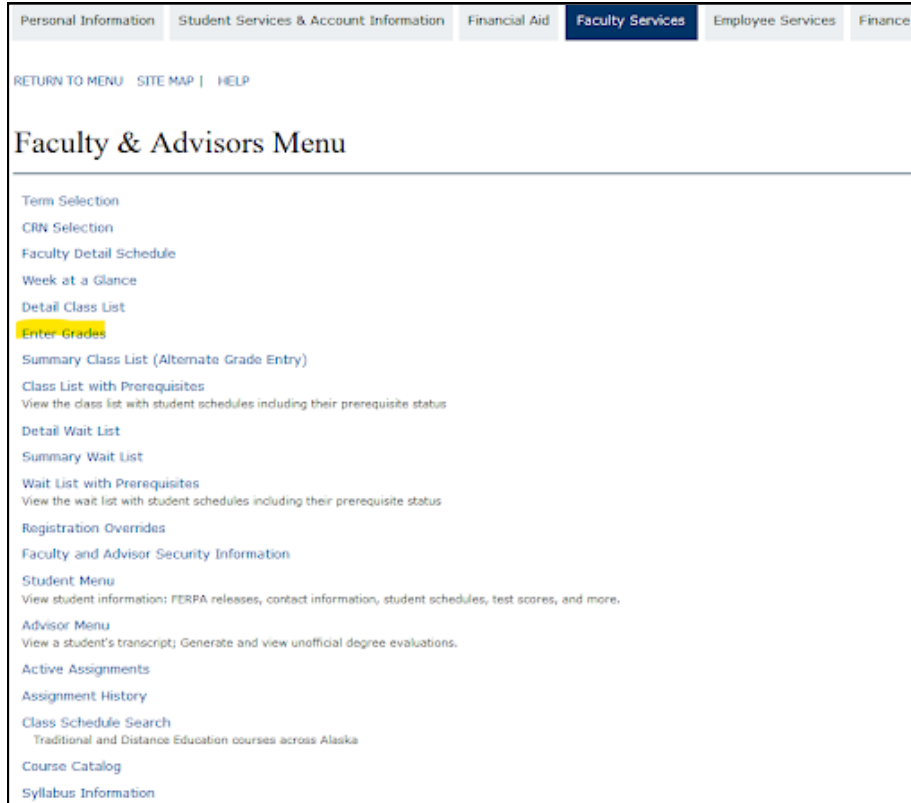 Personal Information Student Services & Account Information Financial Aid Faculty Services Employee Services Finance
RETURN TO MENU SITE MAP | HELP
Faculty & Advisors Menu
Term Selection
CRN Selection
Faculty Detail Schedule
Week at a Glance
Detail Class List
Enter Grades
Summary Class List (Alternate Grade Entry)
Class List with Prerequisites
View the class list with student schedules including their prerequisite status
Detail Wait List
Summary Wait List
Wait List with Prerequisites
View the wait list with student schedules including their prerequisite status
Registration Overrides
Faculty and Advisor Security Information
Student Menu
View student information: FERPA releases, contact information, student schedules, test scores, and more.
Advisor Menu
View a student's transcript; Generate and view unofficial degree evaluations.
Active Assignments
Assignment History
Class Schedule Search
Traditional and Distance Education courses across Alaska
Course Catalog
Syllabus Information